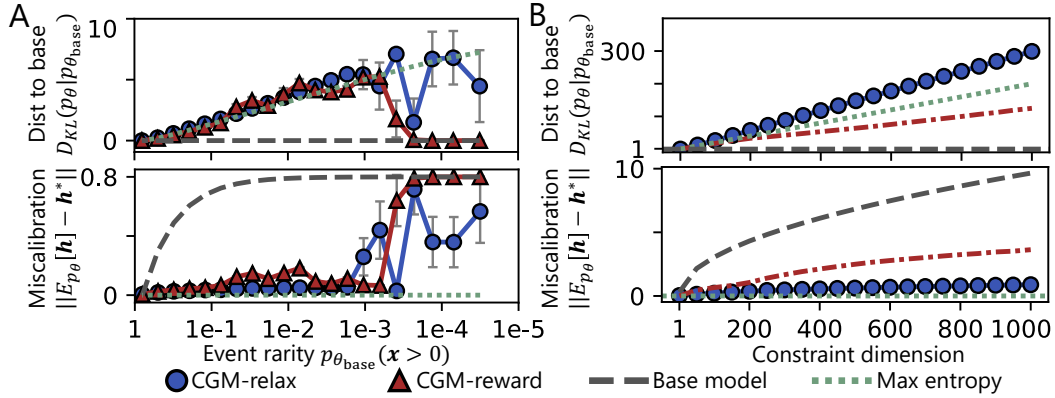 A
B
Dist to base
D_KL(p_θ|p_θbase)
10
0
Dist to base
D_KL(p_θ|p_θbase)
300
1
Miscalibration
||E_pθ[h] − h*||
0.8
0
Miscalibration
||E_pθ[h] − h*||
10
0
1 1e-1 1e-2 1e-3 1e-4 1e-5
1 200 400 600 800 1000
Event rarity p_θbase(x > 0)
Constraint dimension
CGM-relax CGM-reward Base model Max entropy